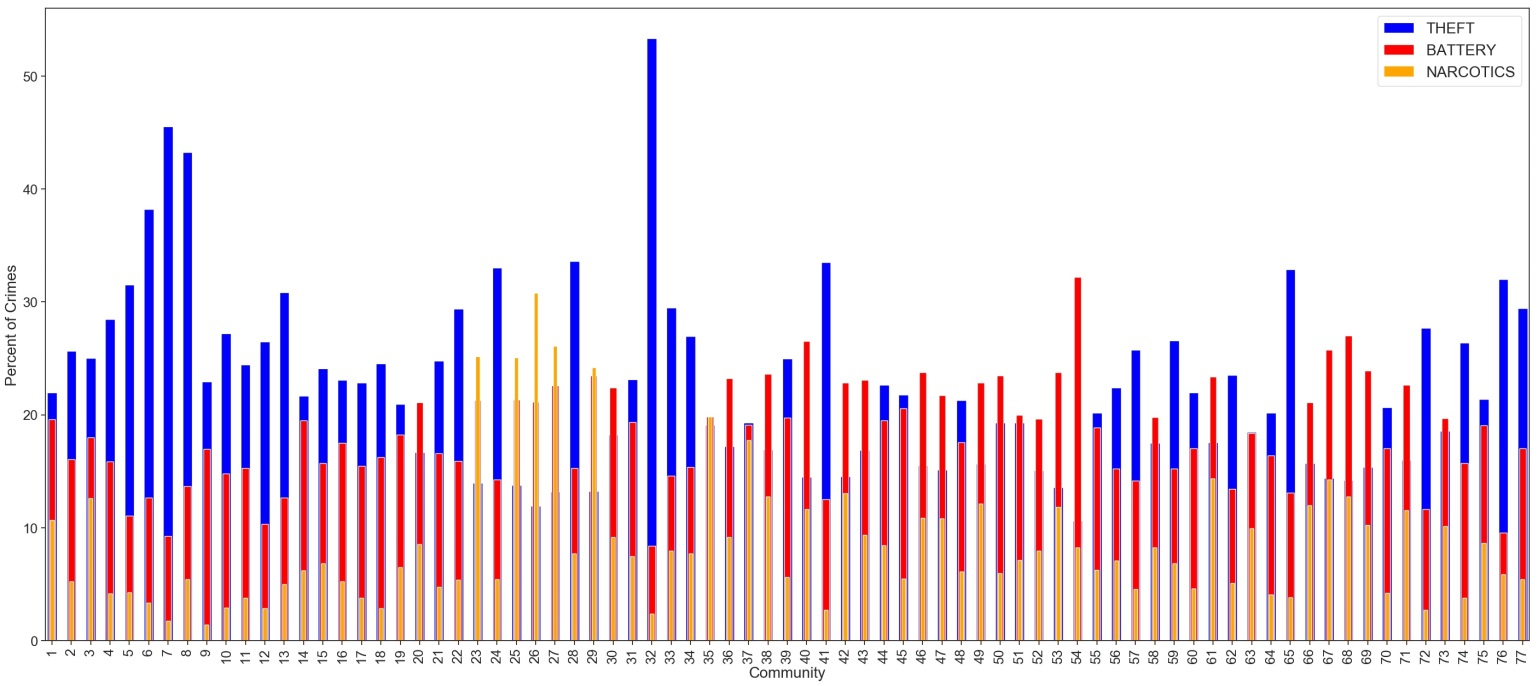 THEFT
BATTERY
NARCOTICS
Percent of Crimes
50
40
30
20
10
0
1 2 3 4 5 6 7 8 9 10 11 12 13 14 15 16 17 18 19 20 21 22 23 24 25 26 27 28 29 30 31 32 33 34 35 36 37 38 39 40 41 42 43 44 45 46 47 48 49 50 51 52 53 54 55 56 57 58 59 60 61 62 63 64 65 66 67 68 69 70 71 72 73 74 75 76 77
Community